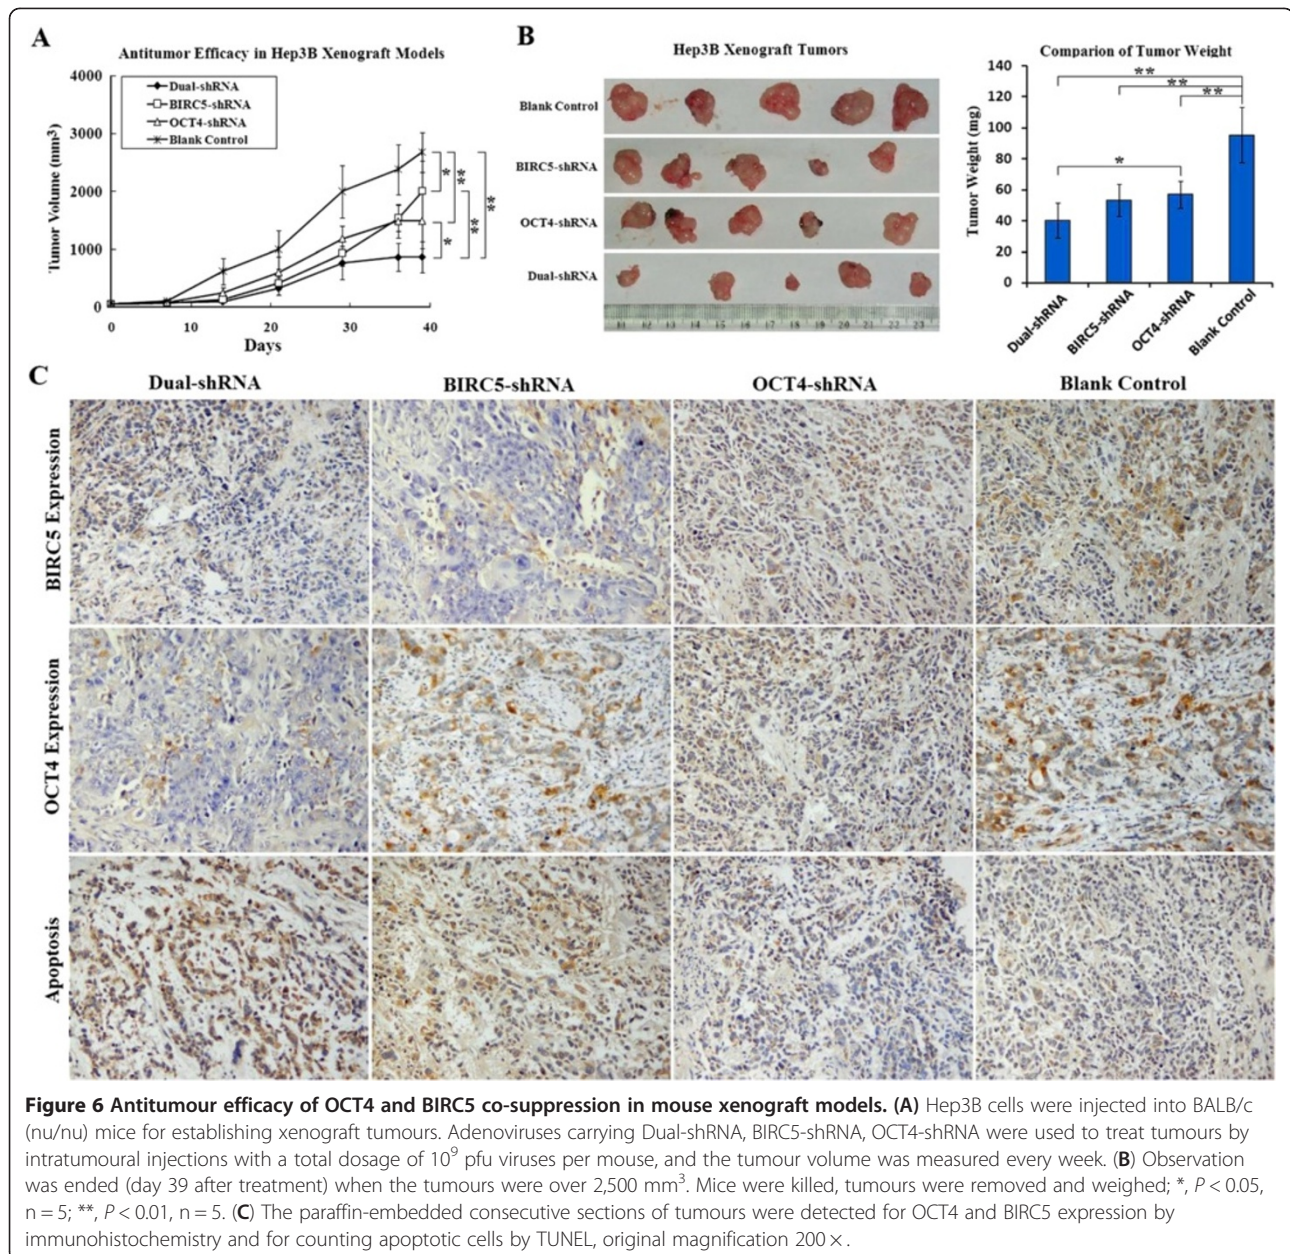 A
Antitumor Efficacy in Hep3B Xenograft Models
Tumor Volume (mm³)
4000
3000
2000
1000
0
Dual-shRNA
BIRC5-shRNA
OCT4-shRNA
Blank Control
*
**
*
**
**
0 10 20 30 40
Days
B
Hep3B Xenograft Tumors
Blank Control
BIRC5-shRNA
OCT4-shRNA
Dual-shRNA
Comparion of Tumor Weight
Tumor Weight (mg)
140
120
100
80
60
40
20
0
**
**
**
*
Dual-shRNA
BIRC5-shRNA
OCT4-shRNA
Blank Control
C
Dual-shRNA BIRC5-shRNA OCT4-shRNA Blank Control
BIRC5 Expression
OCT4 Expression
Apoptosis
Figure 6 Antitumour efficacy of OCT4 and BIRC5 co-suppression in mouse xenograft models. (A) Hep3B cells were injected into BALB/c
(nu/nu) mice for establishing xenograft tumours. Adenoviruses carrying Dual-shRNA, BIRC5-shRNA, OCT4-shRNA were used to treat tumours by
intratumoural injections with a total dosage of 10⁹ pfu viruses per mouse, and the tumour volume was measured every week. (B) Observation
was ended (day 39 after treatment) when the tumours were over 2,500 mm³. Mice were killed, tumours were removed and weighed; *, P < 0.05,
n = 5; **, P < 0.01, n = 5. (C) The paraffin-embedded consecutive sections of tumours were detected for OCT4 and BIRC5 expression by
immunohistochemistry and for counting apoptotic cells by TUNEL, original magnification 200 ×.